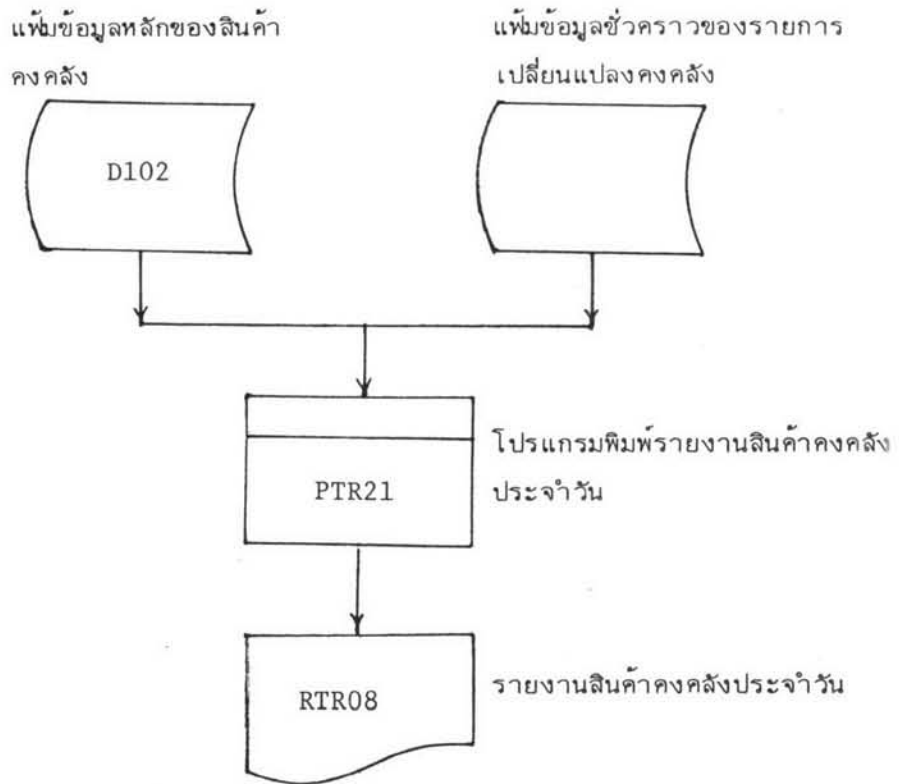 แฟ้มข้อมูลหลักของสินค้า
คงคลัง
แฟ้มข้อมูลชั่วคราวของรายการ
เปลี่ยนแปลงคงคลัง
D102
โปรแกรมพิมพ์รายงานสินค้าคงคลัง
ประจำวัน
PTR21
รายงานสินค้าคงคลังประจำวัน
RTR08